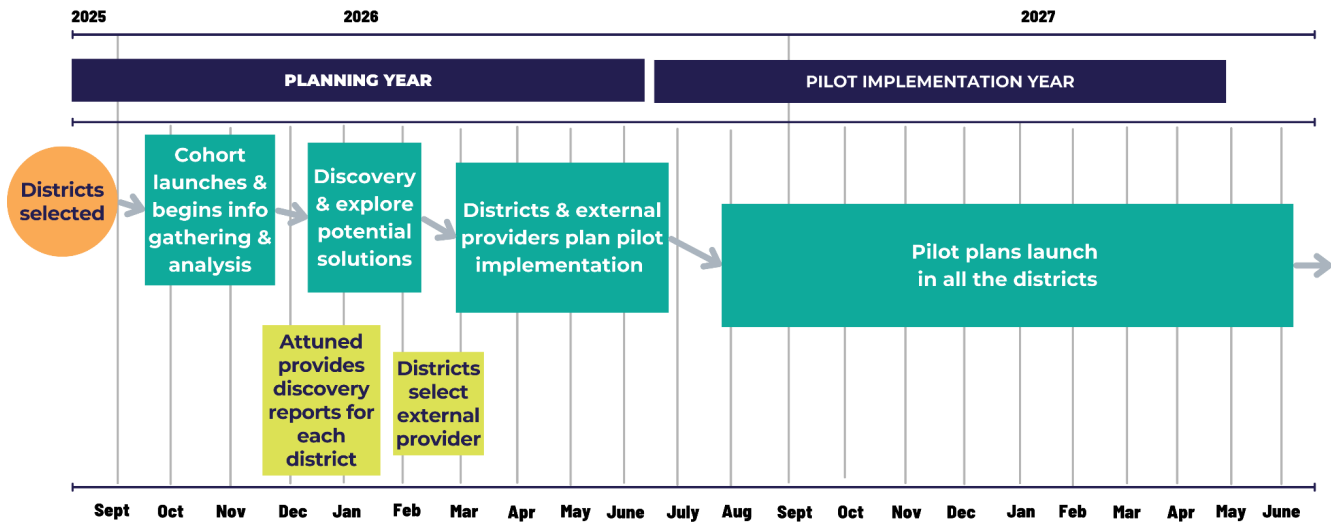 2025
2026
2027
PLANNING YEAR
PILOT IMPLEMENTATION YEAR
Districts
selected
Cohort
launches &
begins info
gathering &
analysis
Discovery
& explore
potential
solutions
Districts & external
providers plan pilot
implementation
Pilot plans launch
in all the districts
Attuned
provides
discovery
reports for
each
district
Districts
select
external
provider
Sept Oct Nov Dec Jan Feb Mar Apr May June July Aug Sept Oct Nov Dec Jan Feb Mar Apr May June